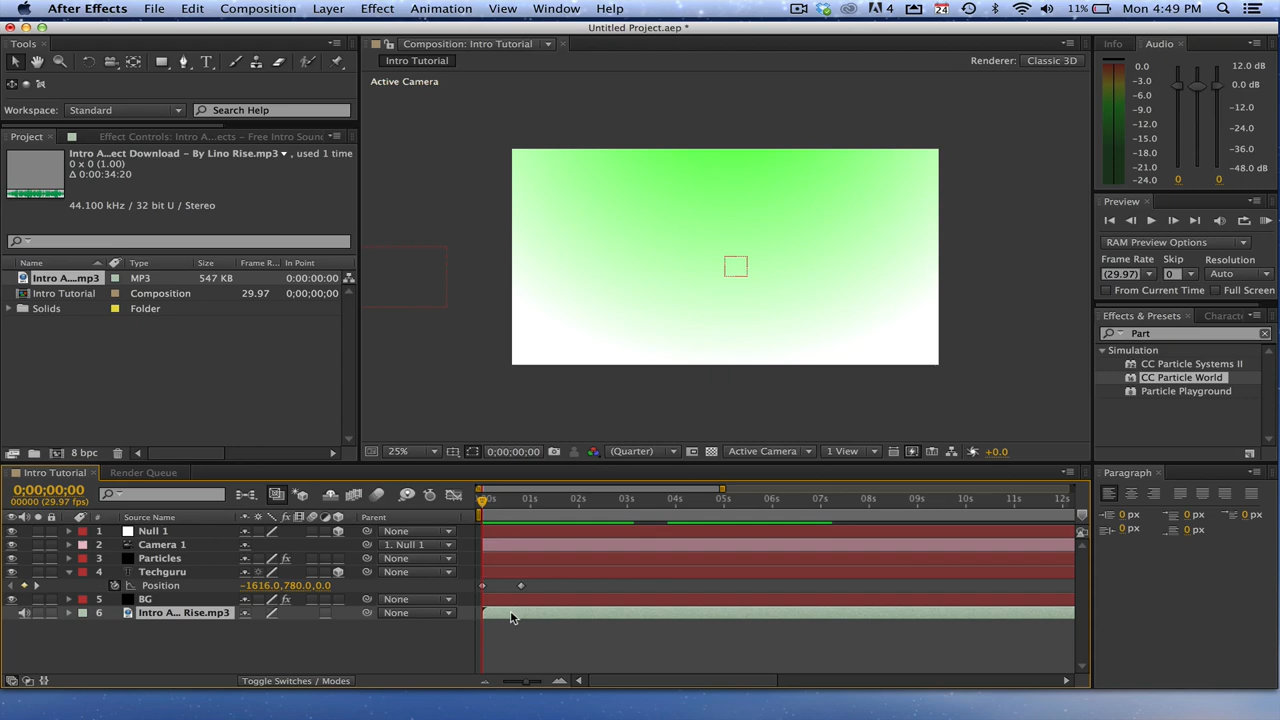 After Effects File Edit Composition Layer Effect Animation View Window Help 4 24 11% Mon 4:49 PM
Untitled Project.aep *
Tools
Composition: Intro Tutorial
Info Audio
Intro Tutorial
Renderer: Classic 3D
Active Camera
Workspace: Standard
Search Help
Project
Effect Controls: Intro A...ects - Free Intro Soun
Intro A...ect Download - By Lino Rise.mp3 , used 1 time
0 x 0 (1.00)
Δ 0:00:34:20
44.100 kHz / 32 bit U / Stereo
Name Type Size Frame R... In Point
Intro A....mp3 MP3 547 KB 0:00:00:00
Intro Tutorial Composition 29.97 0;00;00;00
Solids Folder
8 bpc
25% 0;00;00;00 (Quarter) Active Camera 1 View +0.0
0.0
-3.0
-6.0
-9.0
-12.0
-15.0
-18.0
-21.0
-24.0
12.0 dB
0.0 dB
-12.0
-24.0
-36.0
-48.0 dB
0 0
Preview
RAM Preview Options
Frame Rate Skip Resolution
(29.97) 0 Auto
From Current Time Full Screen
Effects & Presets Charact
Part
Simulation
CC Particle Systems II
CC Particle World
Particle Playground
Intro Tutorial Render Queue
0;00;00;00
00000 (29.97 fps)
# Source Name fx Parent
:00s 01s 02s 03s 04s 05s 06s 07s 08s 09s 10s 11s 12s
1 Null 1 None
2 Camera 1 1. Null 1
3 Particles fx None
4 Techguru None
Position -1616.0,780.0,0.0
5 BG fx None
6 Intro A... Rise.mp3 None
Toggle Switches / Modes
Paragraph
0 px 0 px 0 px
0 px 0 px